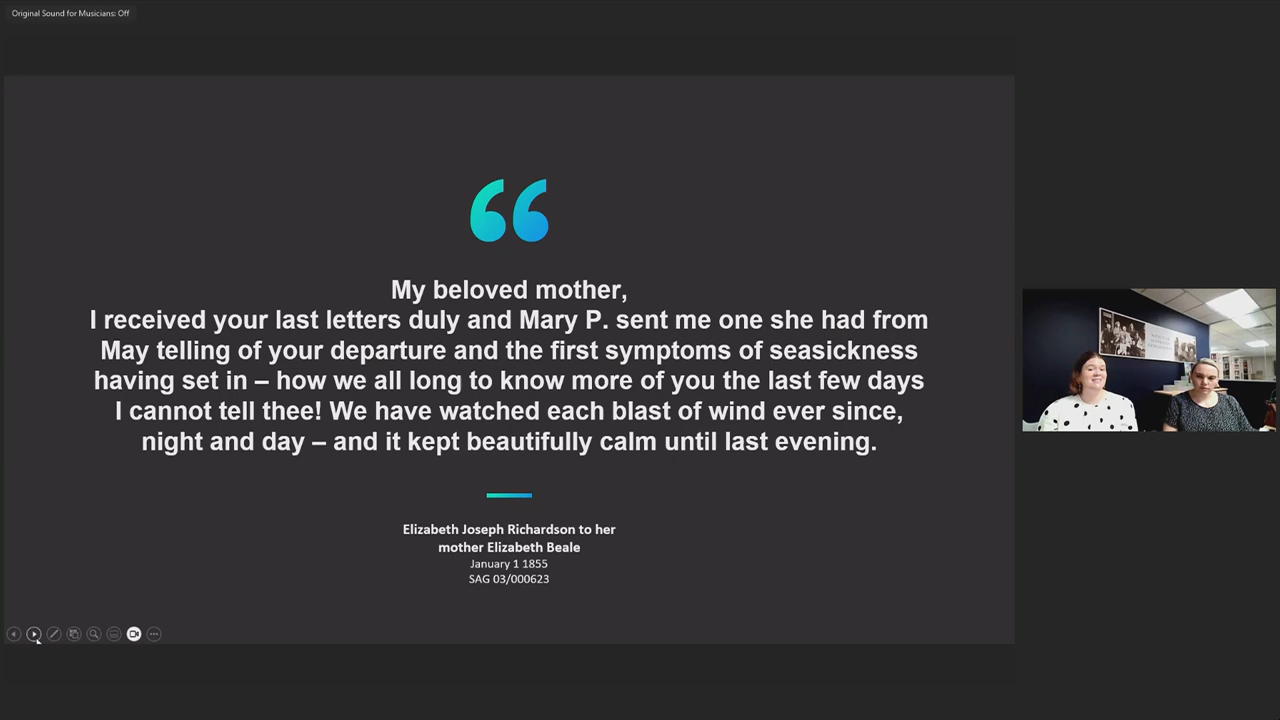 Original Sound for Musicians: Off
My beloved mother,
I received your last letters duly and Mary P. sent me one she had from
May telling of your departure and the first symptoms of seasickness
having set in – how we all long to know more of you the last few days
I cannot tell thee! We have watched each blast of wind ever since,
night and day – and it kept beautifully calm until last evening.
Elizabeth Joseph Richardson to her
mother Elizabeth Beale
January 1 1855
SAG 03/000623